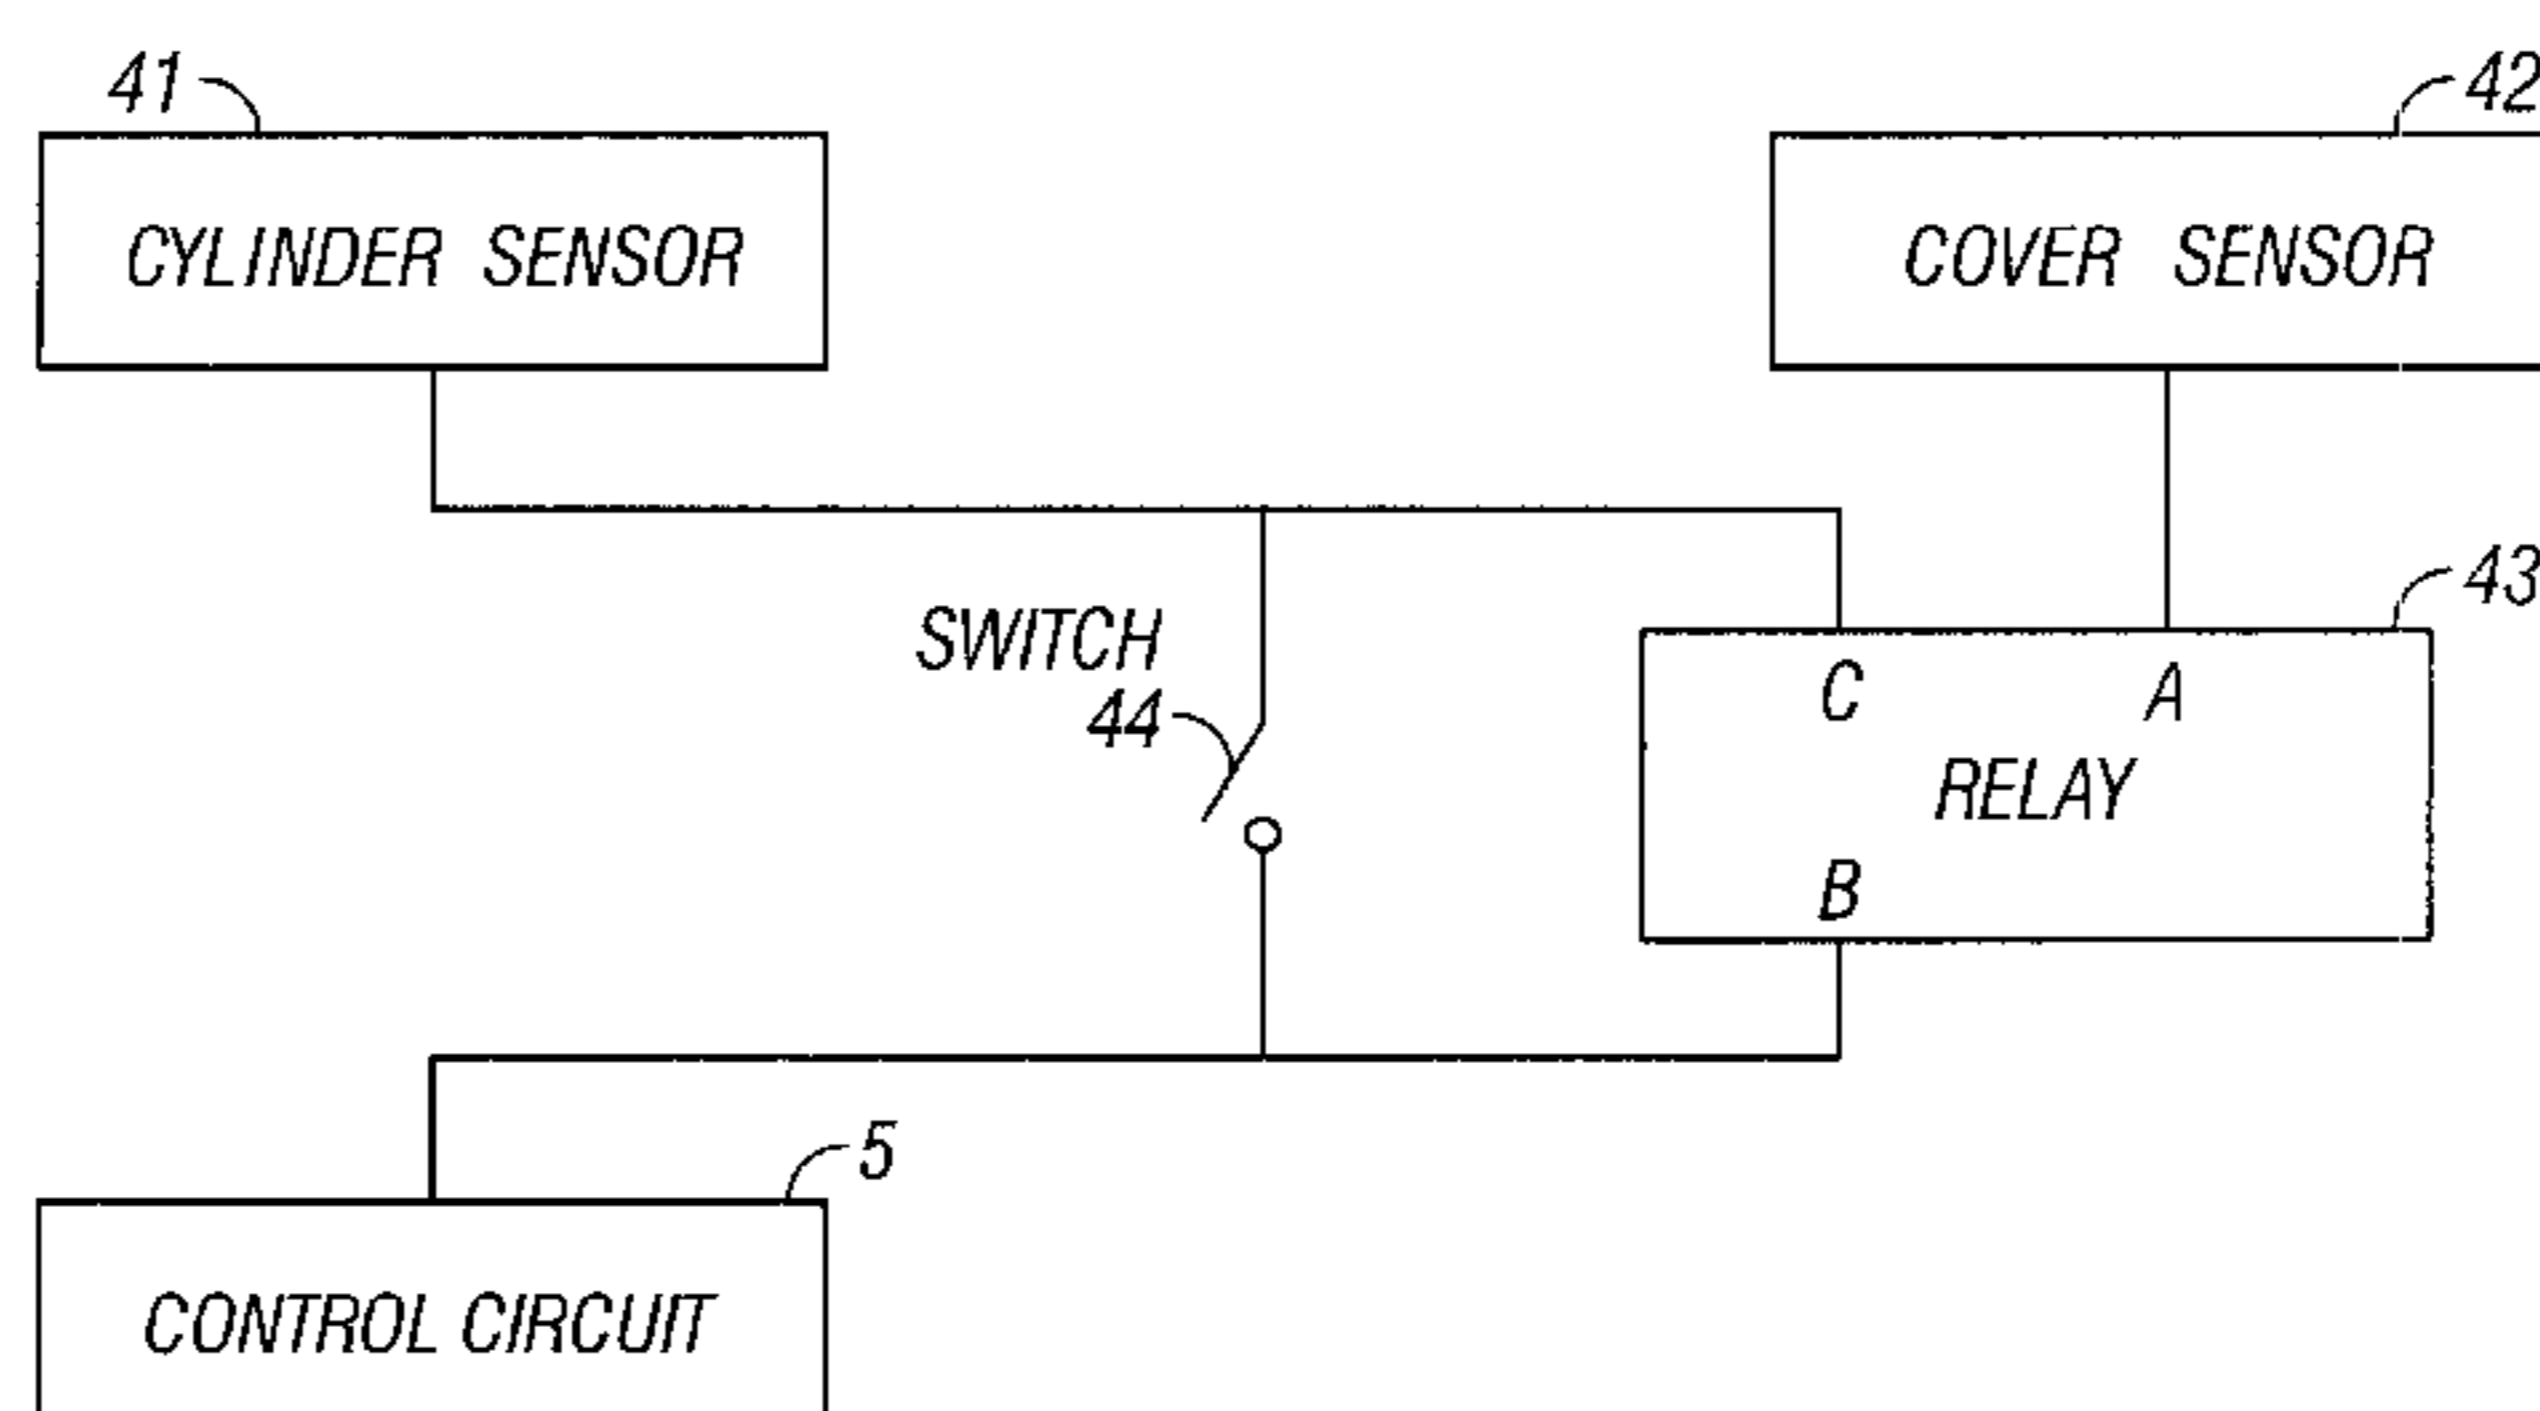 41
42
CYLINDER SENSOR
COVER SENSOR
43
SWITCH
44
C A
RELAY
B
5
CONTROL CIRCUIT